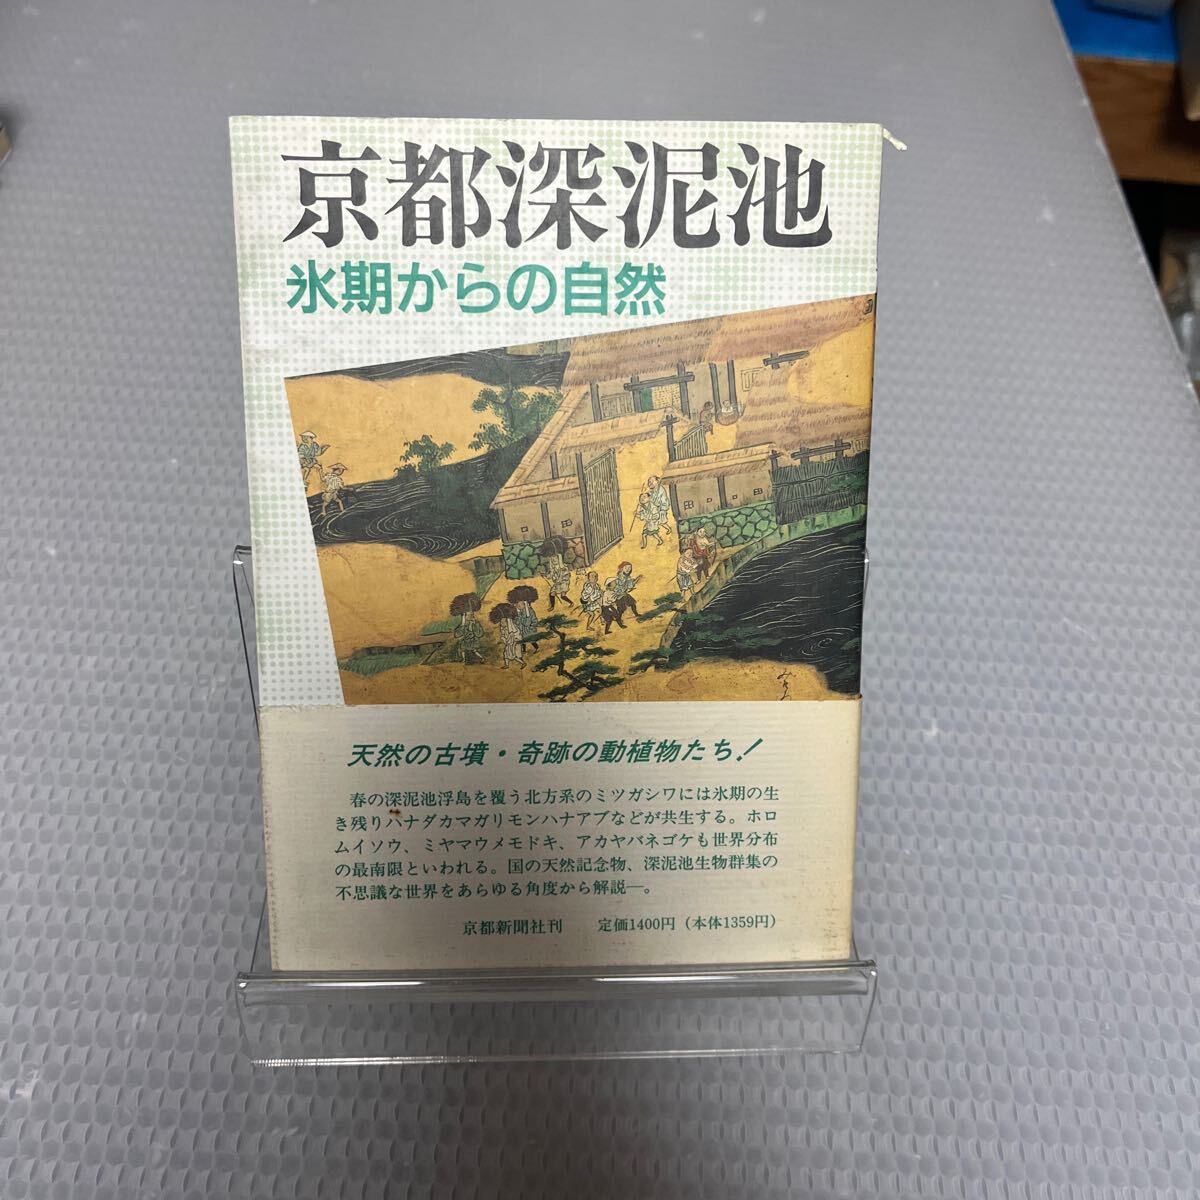 京都深泥池
氷期からの自然
みぞろ
天然の古墳・奇跡の動植物たち！
春の深泥池浮島を覆う北方系のミツガシワには氷期の生
き残りハナダカマガリモンハナアブなどが共生する。ホロ
ムイソウ、ミヤマウメモドキ、アカヤバネゴケも世界分布
の最南限といわれる。国の天然記念物、深泥池生物群集の
不思議な世界をあらゆる角度から解説―。
京都新聞社刊 定価1400円（本体1359円）